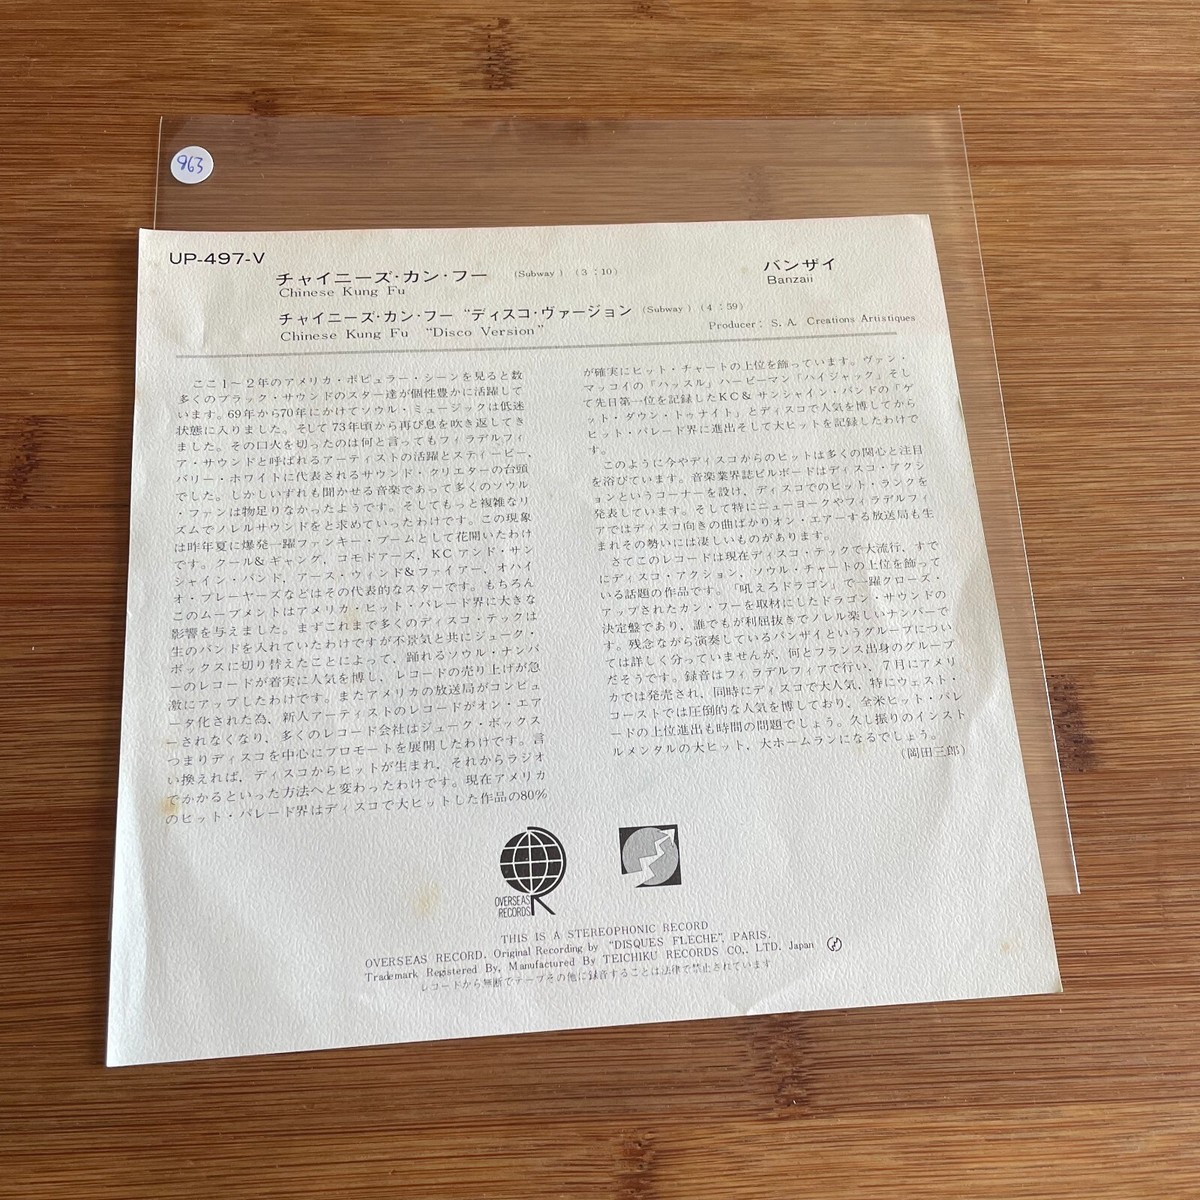 963
UP-497-V
チャイニーズ・カン・フー (Subway) (3:10) バンザイ
Chinese Kung Fu Banzaii
チャイニーズ・カン・フー “ディスコ・ヴァージョン (Subway) (4:59)
Chinese Kung Fu “Disco Version”
Producer: S. A. Creations Artistiques
ここ1〜2年のアメリカ・ポピュラー・シーンを見ると数
多くのブラック・サウンドのスター達が個性豊かに活躍して
います。69年から70年にかけてソウル・ミュージックは低迷
状態に入りました。そして73年頃から再び息を吹き返してき
ました。その口火を切ったのは何と言ってもフィラデルフィ
ア・サウンドと呼ばれるアーティストの活躍とスティービー、
バリー・ホワイトに代表されるサウンド・クリエターの台頭
でした。しかしいずれも聞かせる音楽であって多くのソウル
・ファンは物足りなかったようです。そしてもっと複雑なリ
ズムでノレルサウンドをと求めていったわけです。この現象
は昨年夏に爆発一躍ファンキー・ブームとして花開いたわけ
です。クール&ギャング、コモドアーズ、KCアンド・サン
シャイン・バンド、アース・ウィンド&ファイアー、オハイ
オ・プレーヤーズなどはその代表的なスターです。もちろん
このムーブメントはアメリカ・ヒット・パレード界に大きな
影響を与えました。まずこれまで多くのディスコ・テックは
生のバンドを入れていたわけですが不景気と共にジューク・
ボックスに切り替えたことによって、踊れるソウル・ナンバ
ーのレコードが着実に人気を博し、レコードの売り上げが急
激にアップしたわけです。またアメリカの放送局がコンピュ
ータ化された為、新人アーティストのレコードがオン・エア
ーされなくなり、多くのレコード会社はジューク・ボックス
つまりディスコを中心にプロモートを展開したわけです。言
い換えれば、ディスコからヒットが生まれ、それからラジオ
でかかるといった方法へと変わったわけです。現在アメリカ
のヒット・パレード界はディスコで大ヒットした作品の80%
が確実にヒット・チャートの上位を飾っています。ヴァン・
マッコイの「ハッスル」ハービーマン「ハイジャック」そし
て先日第一位を記録したKC&サンシャイン・バンドの「ゲ
ット・ダウン・トゥナイト」とディスコで人気を博してから
ヒット・パレード界に進出そして大ヒットを記録したわけで
す。
このように今やディスコからのヒットは多くの関心と注目
を浴びています。音楽業界誌ビルボードはディスコ・アクシ
ョンというコーナーを設け、ディスコでのヒット・ランクを
発表しています。そして特にニューヨークやフィラデルフィ
アではディスコ向きの曲ばかりオン・エアーする放送局も生
まれその勢いには凄しいものがあります。
さてこのレコードは現在ディスコ・テックで大流行、すで
にディスコ・アクション、ソウル・チャートの上位を飾って
いる話題の作品です。「吼えろドラゴン」で一躍クローズ・
アップされたカン・フーを取材にしたドラゴン・サウンドの
決定盤であり、誰でもが利屈抜きでノレル楽しいナンバーで
す。残念ながら演奏しているバンザイというグループについ
ては詳しく分っていませんが、何とフランス出身のグループ
だそうです。録音はフィラデルフィアで行い、7月にアメリ
カでは発売され、同時にディスコで大人気、特にウェスト・
コーストでは圧倒的な人気を博しており、全米ヒット・パレ
ードの上位進出も時間の問題でしょう。久し振りのインスト
ルメンタルの大ヒット、大ホームランになるでしょう。
(岡田三郎)
OVERSEAS
RECORDS
THIS IS A STEREOPHONIC RECORD
OVERSEAS RECORD, Original Recording by “DISQUES FLECHE”, PARIS.
Trademark Registered By, Manufactured By TEICHIKU RECORDS CO., LTD. Japan
レコードから無断でテープその他に録音することは法律で禁止されています